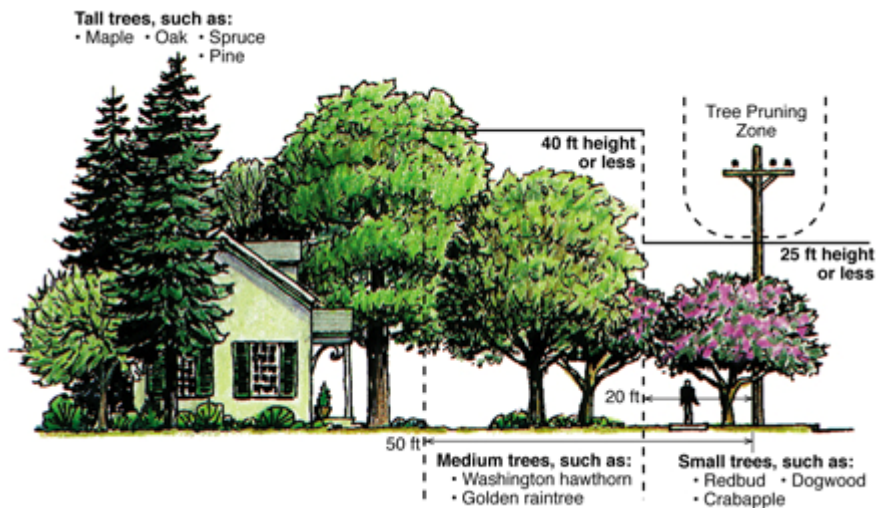 Tall trees, such as:
• Maple • Oak • Spruce
• Pine
Tree Pruning
Zone
40 ft height
or less
25 ft height
or less
20 ft
50 ft
Medium trees, such as:
• Washington hawthorn
• Golden raintree
Small trees, such as:
• Redbud • Dogwood
• Crabapple